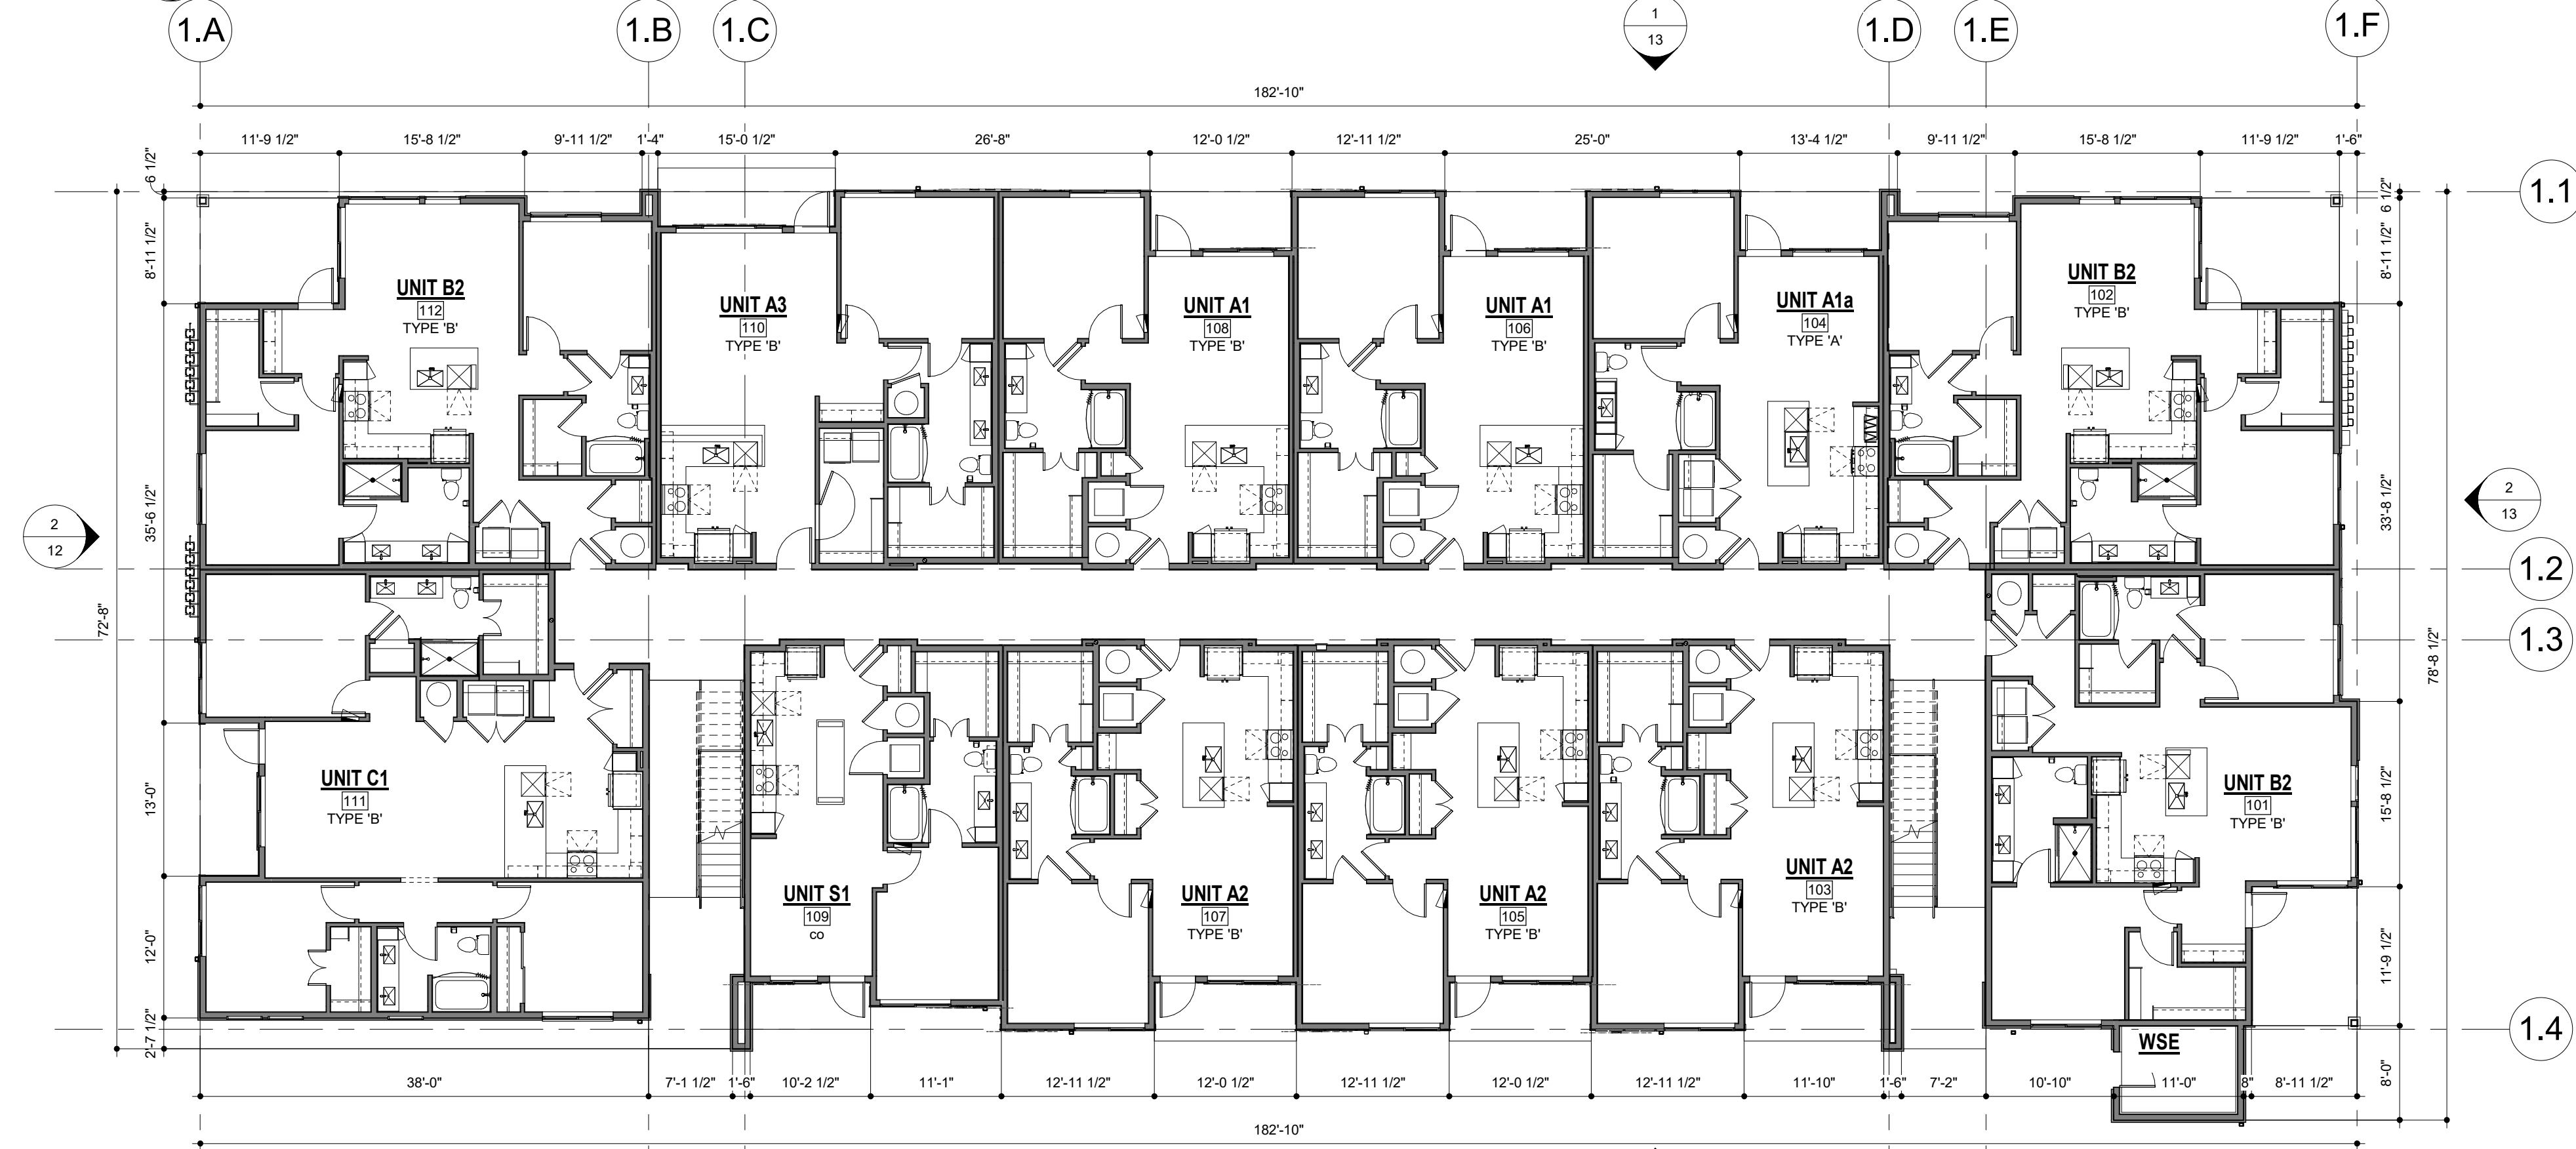 1.A
1.B
1.C
1
13
1.D
1.E
1.F
182'-10"
11'-9 1/2"
15'-8 1/2"
9'-11 1/2"
1'-4"
15'-0 1/2"
26'-8"
12'-0 1/2"
12'-11 1/2"
25'-0"
13'-4 1/2"
9'-11 1/2"
15'-8 1/2"
11'-9 1/2"
1'-6"
6 1/2"
8'-11 1/2"
35'-6 1/2"
13'-0"
12'-0"
2'-7 1/2"
72'-8"
2
12
UNIT B2
112
TYPE 'B'
UNIT A3
110
TYPE 'B'
UNIT A1
108
TYPE 'B'
UNIT A1
106
TYPE 'B'
UNIT A1a
104
TYPE 'A'
UNIT B2
102
TYPE 'B'
6 1/2"
8'-11 1/2"
33'-8 1/2"
15'-8 1/2"
11'-9 1/2"
8'-0"
78'-8 1/2"
1.1
2
13
1.2
1.3
1.4
UNIT C1
111
TYPE 'B'
UNIT S1
109
co
UNIT A2
107
TYPE 'B'
UNIT A2
105
TYPE 'B'
UNIT A2
103
TYPE 'B'
UNIT B2
101
TYPE 'B'
WSE
38'-0"
7'-1 1/2"
1'-6"
10'-2 1/2"
11'-1"
12'-11 1/2"
12'-0 1/2"
12'-11 1/2"
12'-0 1/2"
12'-11 1/2"
11'-10"
1'-6"
7'-2"
10'-10"
11'-0"
8"
8'-11 1/2"
182'-10"